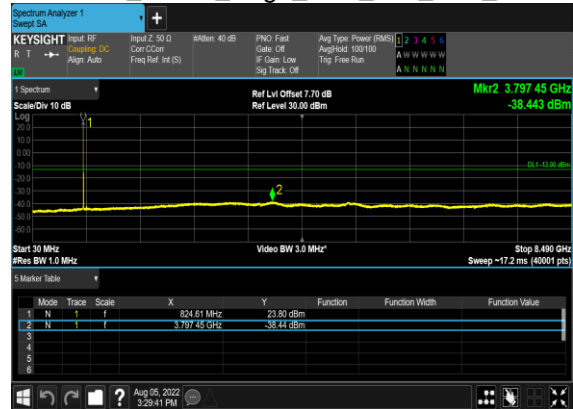 Spectrum Analyzer 1
Swept SA
+
KEYSIGHT
R T
LW
Input: RF
Coupling: DC
Align: Auto
Input Z: 50 Ω
Corr CCorr
Freq Ref: Int (S)
#Atten: 40 dB
PNO: Fast
Gate: Off
IF Gain: Low
Sig Track: Off
Avg Type: Power (RMS)
Avg|Hold: 100/100
Trig: Free Run
1 2 3 4 5 6
A W W W W W
A N N N N N
1 Spectrum
Scale/Div 10 dB
Ref Lvl Offset 7.70 dB
Ref Level 30.00 dBm
Mkr2 3.797 45 GHz
-38.443 dBm
Log
20.0
10.00
0.00
-10.0
-20.0
-30.0
-40.0
-50.0
-60.0
1
2
DL1 -13.00 dBm
Start 30 MHz
#Res BW 1.0 MHz
Video BW 3.0 MHz*
Stop 8.490 GHz
Sweep ~17.2 ms (40001 pts)
5 Marker Table
Mode Trace Scale X Y Function Function Width Function Value
1 N 1 f 824.61 MHz 23.80 dBm
2 N 1 f 3.797 45 GHz -38.44 dBm
3
4
5
6
?
Aug 05, 2022
3:29:41 PM